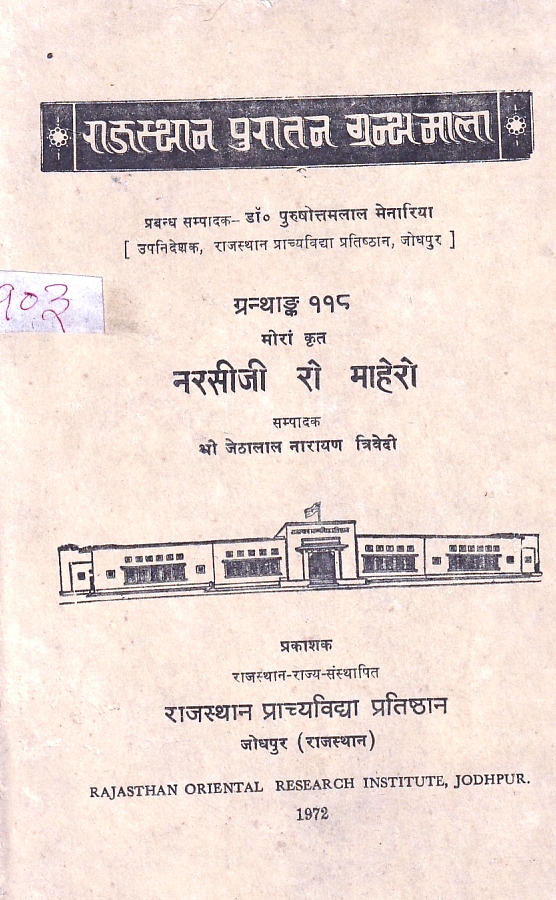 राजस्थान पुरातन ग्रन्थमाला
प्रबन्ध सम्पादक– डॉ० पुरुषोत्तमलाल मेनारिया
[ उपनिदेशक, राजस्थान प्राच्यविद्या प्रतिष्ठान, जोधपुर ]
१०३
ग्रन्थाङ्क ११८
मीरां कृत
नरसीजी रो माहेरो
सम्पादक
श्री जेठालाल नारायण त्रिवेदी
प्रकाशक
राजस्थान-राज्य-संस्थापित
राजस्थान प्राच्यविद्या प्रतिष्ठान
जोधपुर (राजस्थान)
RAJASTHAN ORIENTAL RESEARCH INSTITUTE, JODHPUR.
1972